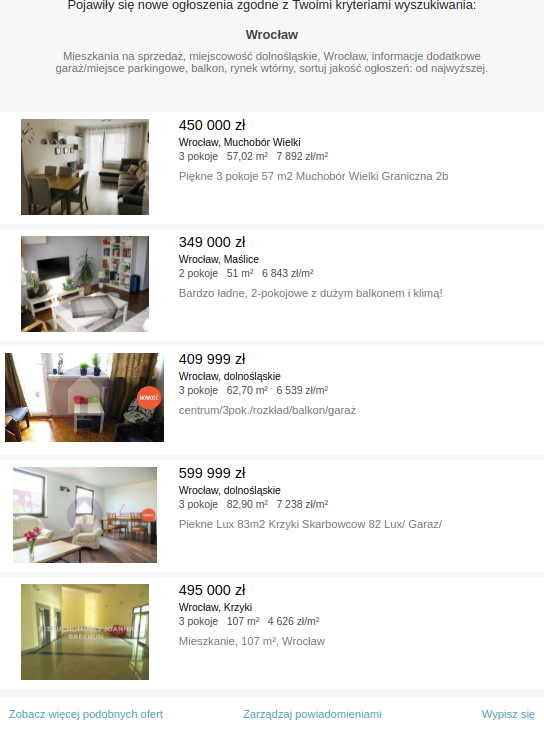 Pojawiły się nowe ogłoszenia zgodne z Twoimi kryteriami wyszukiwania:
Wrocław
Mieszkania na sprzedaż, miejscowość dolnośląskie, Wrocław, informacje dodatkowe
garaż/miejsce parkingowe, balkon, rynek wtórny, sortuj jakość ogłoszeń: od najwyższej.
450 000 zł
Wrocław, Muchobór Wielki
3 pokoje 57,02 m² 7 892 zł/m²
Piękne 3 pokoje 57 m2 Muchobór Wielki Graniczna 2b
349 000 zł
Wrocław, Maślice
2 pokoje 51 m² 6 843 zł/m²
Bardzo ładne, 2-pokojowe z dużym balkonem i klimą!
NOWOŚĆ
409 999 zł
Wrocław, dolnośląskie
3 pokoje 62,70 m² 6 539 zł/m²
centrum/3pok./rozkład/balkon/garaż
599 999 zł
Wrocław, dolnośląskie
3 pokoje 82,90 m² 7 238 zł/m²
Piekne Lux 83m2 Krzyki Skarbowcow 82 Lux/ Garaz/
NIERUCHOMOŚCI JOANNA
BRECHUN
495 000 zł
Wrocław, Krzyki
3 pokoje 107 m² 4 626 zł/m²
Mieszkanie, 107 m², Wrocław
Zobacz więcej podobnych ofert Zarządzaj powiadomieniami Wypisz się